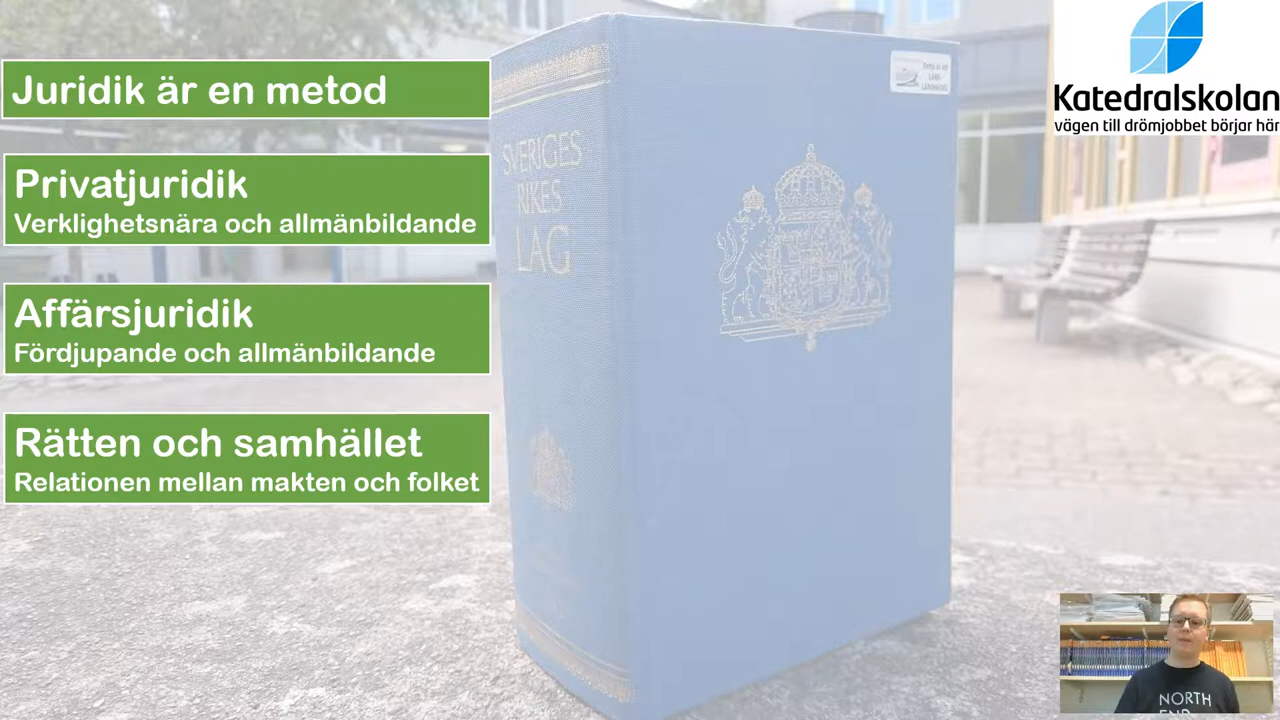 Juridik är en metod
Privatjuridik
Verklighetsnära och allmänbildande
Affärsjuridik
Fördjupande och allmänbildande
Rätten och samhället
Relationen mellan makten och folket
SVERIGES
RIKES
LAG
Katedralskolan
vägen till drömjobbet börjar här
NORTH
END